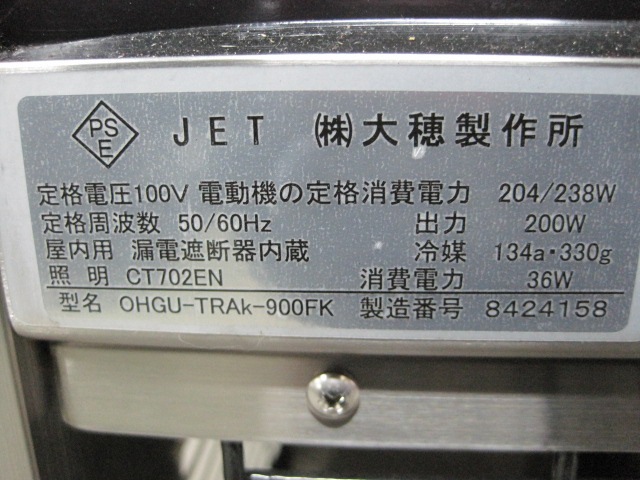 PSE JET ㈱大穂製作所
定格電圧100V 電動機の定格消費電力 204/238W
定格周波数 50/60Hz 出力 200W
屋内用 漏電遮断器内蔵 冷媒 134a・330g
照明 CT702EN 消費電力 36W
型名 OHGU-TRAk-900FK 製造番号 8424158